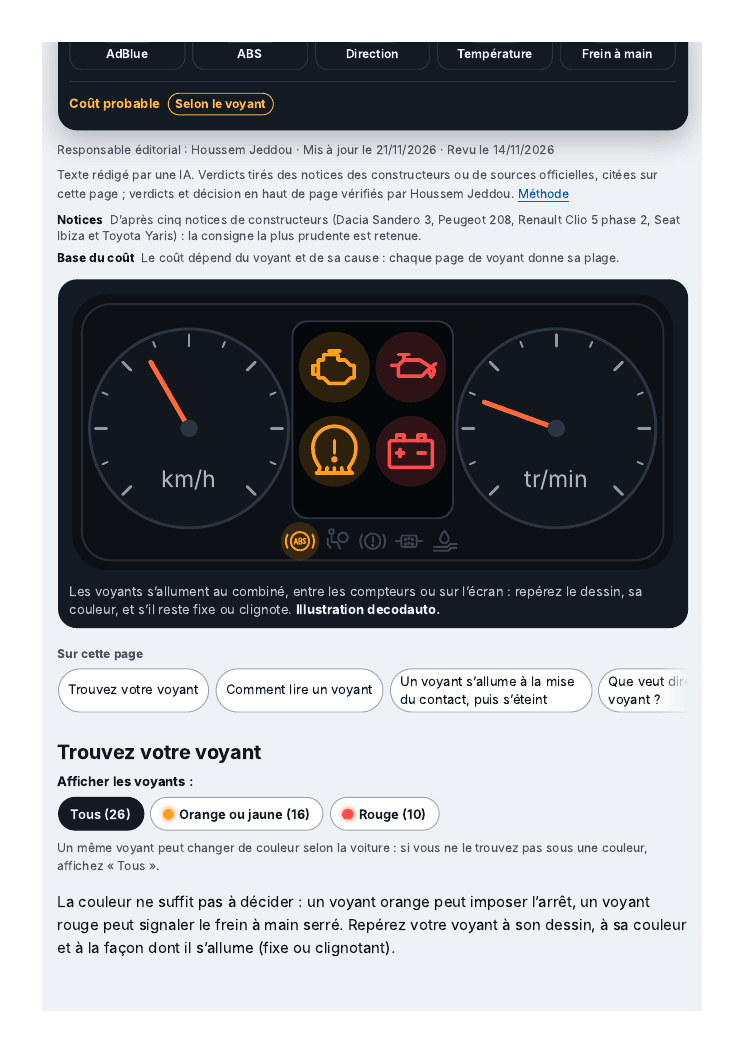 AdBlue
ABS
Direction
Température
Frein à main
Coût probable Selon le voyant
Responsable éditorial : Houssem Jeddou · Mis à jour le 21/11/2026 · Revu le 14/11/2026
Texte rédigé par une IA. Verdicts tirés des notices des constructeurs ou de sources officielles, citées sur
cette page ; verdicts et décision en haut de page vérifiés par Houssem Jeddou. Méthode
Notices D’après cinq notices de constructeurs (Dacia Sandero 3, Peugeot 208, Renault Clio 5 phase 2, Seat
Ibiza et Toyota Yaris) : la consigne la plus prudente est retenue.
Base du coût Le coût dépend du voyant et de sa cause : chaque page de voyant donne sa plage.
km/h
tr/min
ABS
Les voyants s’allument au combiné, entre les compteurs ou sur l’écran : repérez le dessin, sa
couleur, et s’il reste fixe ou clignote. Illustration decodauto.
Sur cette page
Trouvez votre voyant
Comment lire un voyant
Un voyant s’allume à la mise
du contact, puis s’éteint
Que veut dire
voyant ?
Trouvez votre voyant
Afficher les voyants :
Tous (26)
Orange ou jaune (16)
Rouge (10)
Un même voyant peut changer de couleur selon la voiture : si vous ne le trouvez pas sous une couleur,
affichez « Tous ».
La couleur ne suffit pas à décider : un voyant orange peut imposer l’arrêt, un voyant
rouge peut signaler le frein à main serré. Repérez votre voyant à son dessin, à sa couleur
et à la façon dont il s’allume (fixe ou clignotant).